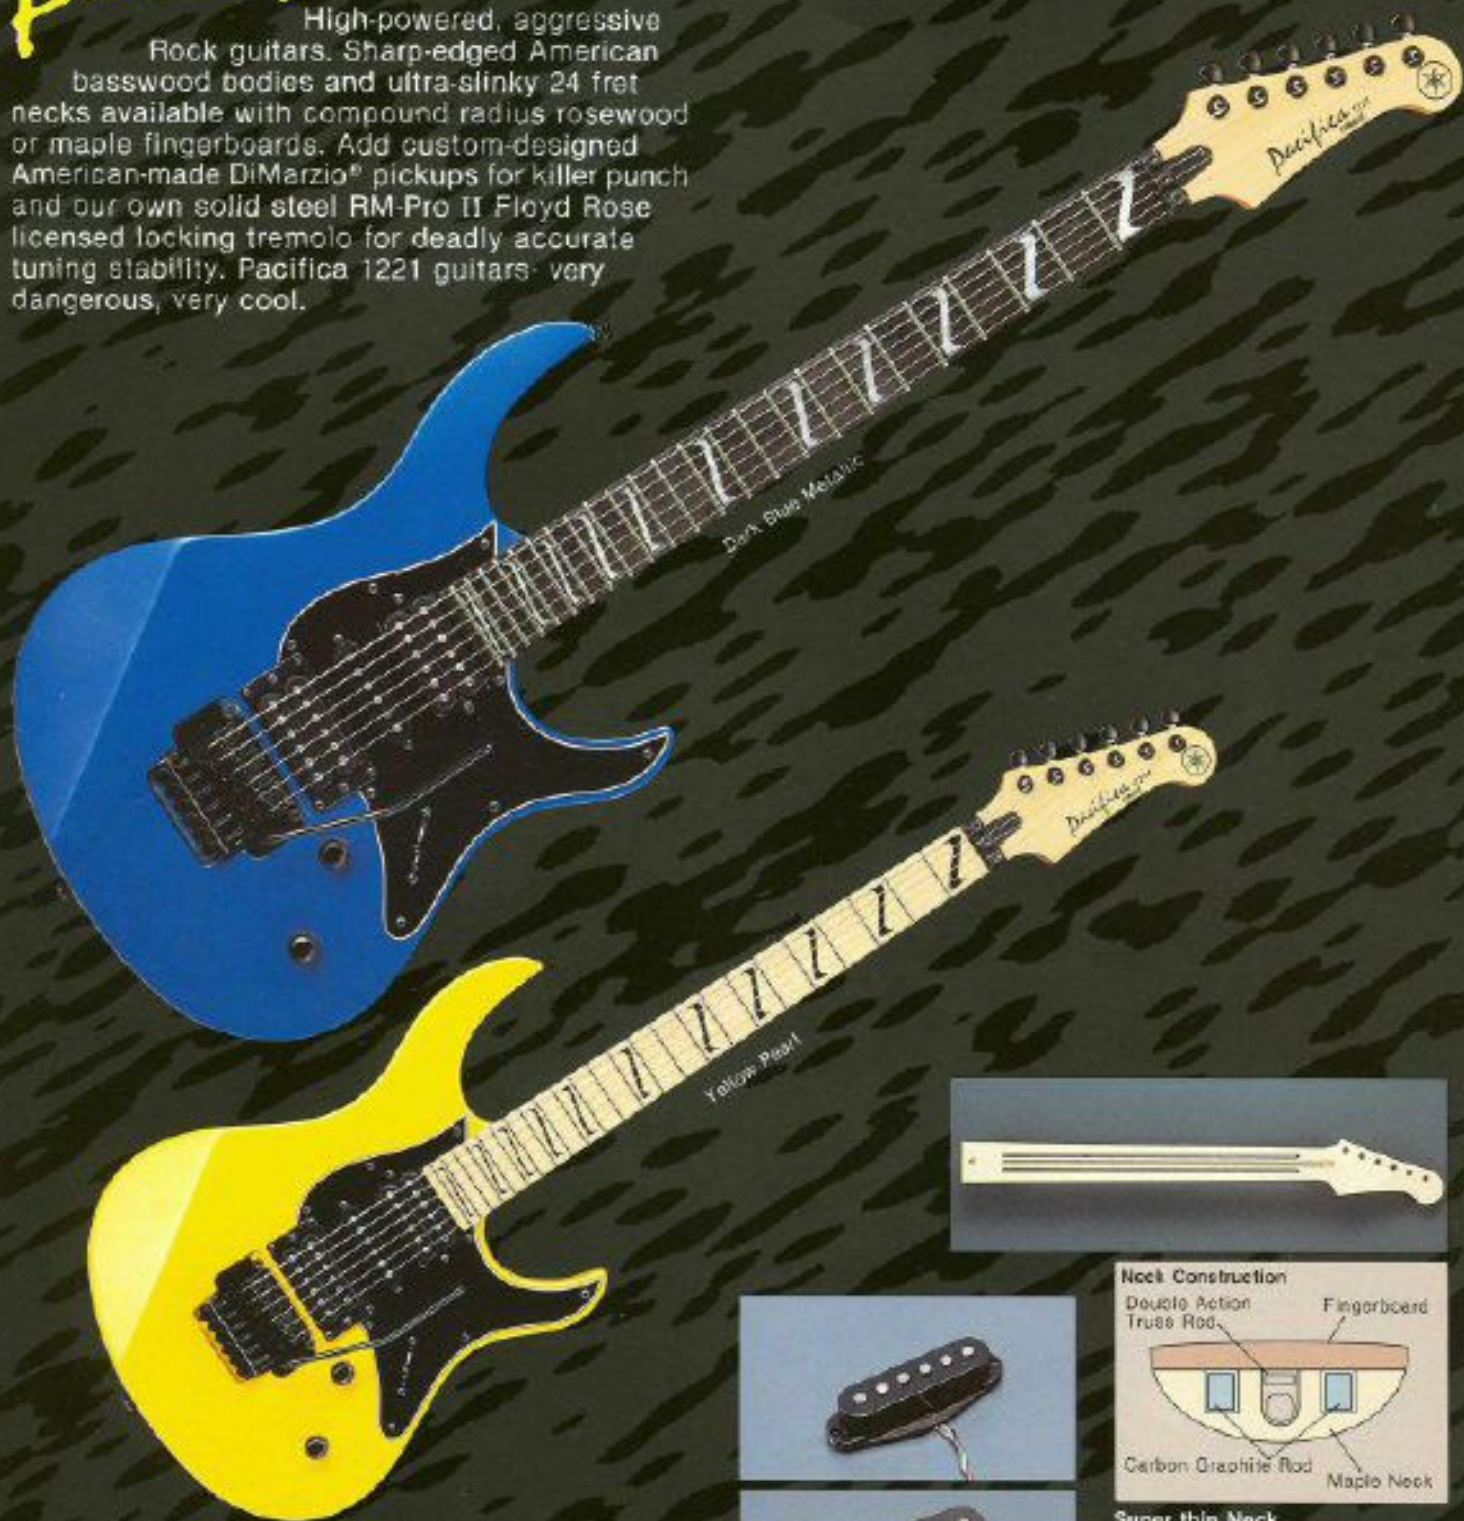 High-powered, aggressive
Rock guitars. Sharp-edged American
basswood bodies and ultra-slinky 24 fret
necks available with compound radius rosewood
or maple fingerboards. Add custom-designed
American-made DiMarzio® pickups for killer punch
and our own solid steel RM-Pro II Floyd Rose
licensed locking tremolo for deadly accurate
tuning stability. Pacifica 1221 guitars- very
dangerous, very cool.
Pacifica
Dark Blue Metallic
Pacifica
Yellow Pearl
Neck Construction
Double Action
Truss Rod
Fingerboard
Carbon Graphite Rod
Maple Neck
Super thin Neck